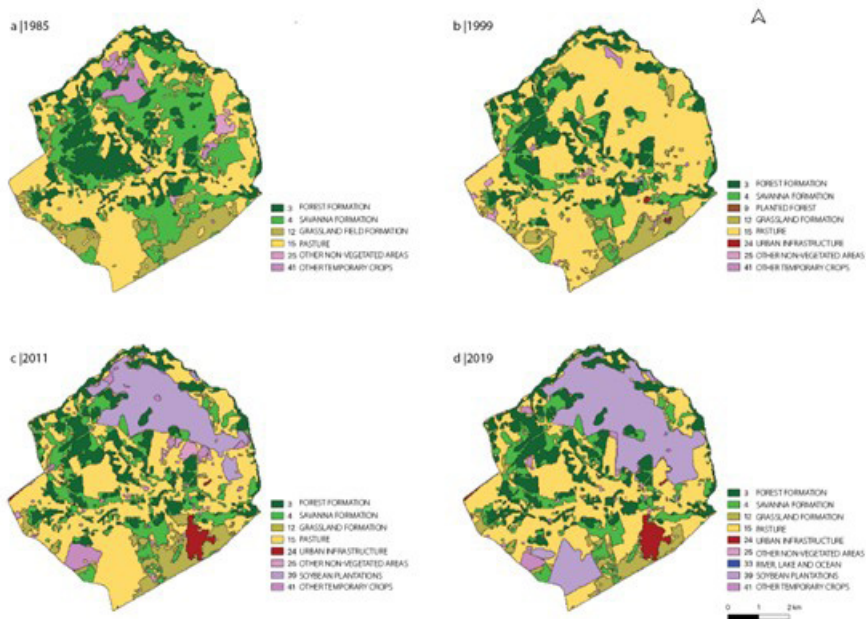 a |1985
3 FOREST FORMATION
4 SAVANNA FORMATION
12 GRASSLAND FIELD FORMATION
15 PASTURE
25 OTHER NON-VEGETATED AREAS
41 OTHER TEMPORARY CROPS
b |1999
3 FOREST FORMATION
4 SAVANNA FORMATION
9 PLANTED FOREST
12 GRASSLAND FORMATION
15 PASTURE
24 URBAN INFRASTRUCTURE
25 OTHER NON-VEGETATED AREAS
41 OTHER TEMPORARY CROPS
c |2011
3 FOREST FORMATION
4 SAVANNA FORMATION
12 GRASSLAND FORMATION
15 PASTURE
24 URBAN INFRASTRUCTURE
25 OTHER NON-VEGETATED AREAS
39 SOYBEAN PLANTATIONS
41 OTHER TEMPORARY CROPS
d |2019
3 FOREST FORMATION
4 SAVANNA FORMATION
12 GRASSLAND FORMATION
15 PASTURE
24 URBAN INFRASTRUCTURE
25 OTHER NON-VEGETATED AREAS
33 RIVER, LAKE AND OCEAN
39 SOYBEAN PLANTATIONS
41 OTHER TEMPORARY CROPS
0 1 2 km